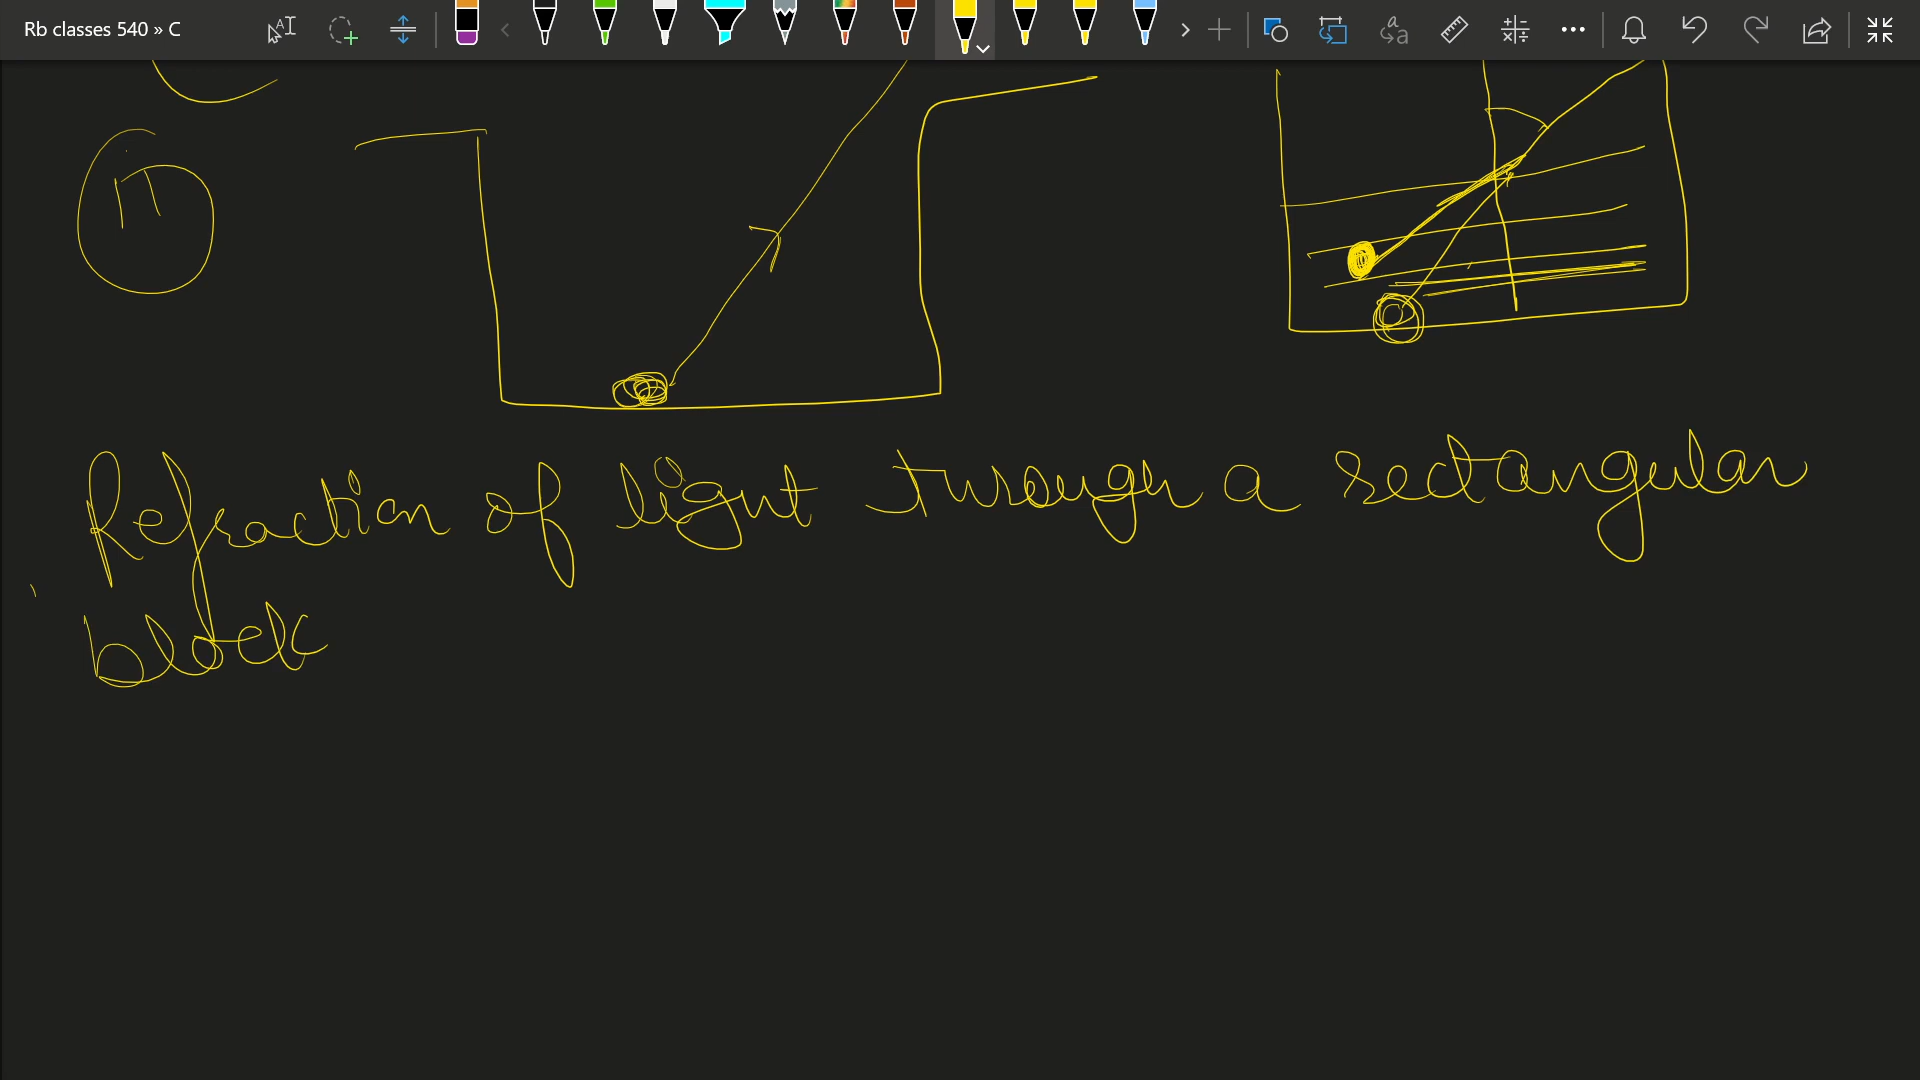 Rb classes 540 » C
Refraction of light through a rectangular
block